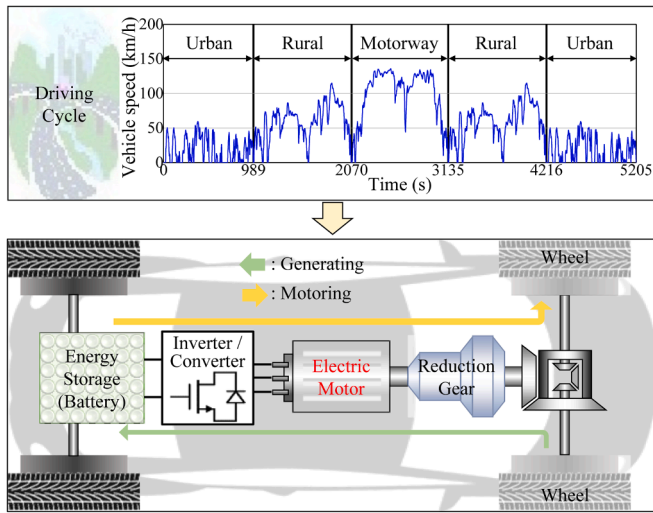 Driving
Cycle
Vehicle speed (km/h)
200
150
100
50
0
Urban
Rural
Motorway
Rural
Urban
0
989
2070
3135
4216
5205
Time (s)
: Generating
: Motoring
Wheel
Energy
Storage
(Battery)
Inverter /
Converter
Electric
Motor
Reduction
Gear
Wheel